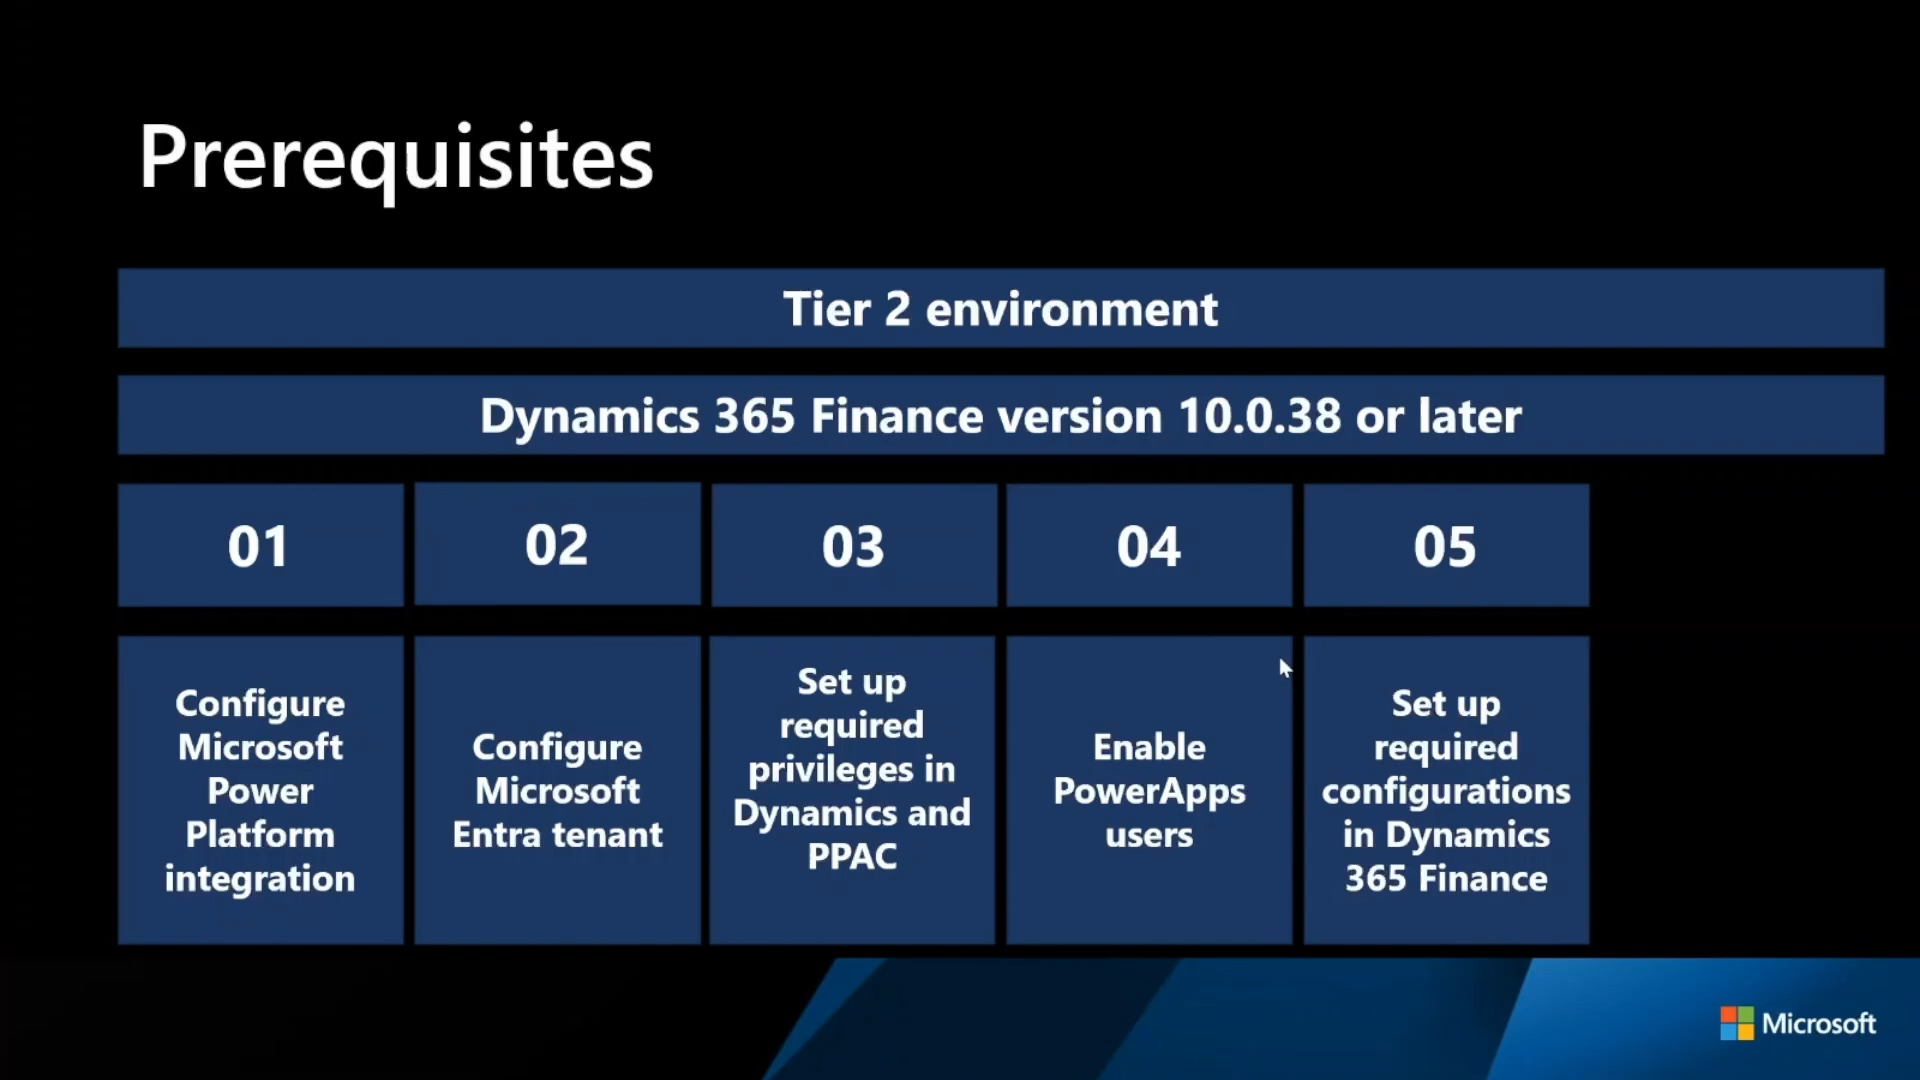 Prerequisites
Tier 2 environment
Dynamics 365 Finance version 10.0.38 or later
01
02
03
04
05
Configure
Microsoft
Power
Platform
integration
Configure
Microsoft
Entra tenant
Set up
required
privileges in
Dynamics and
PPAC
Enable
PowerApps
users
Set up
required
configurations
in Dynamics
365 Finance
Microsoft